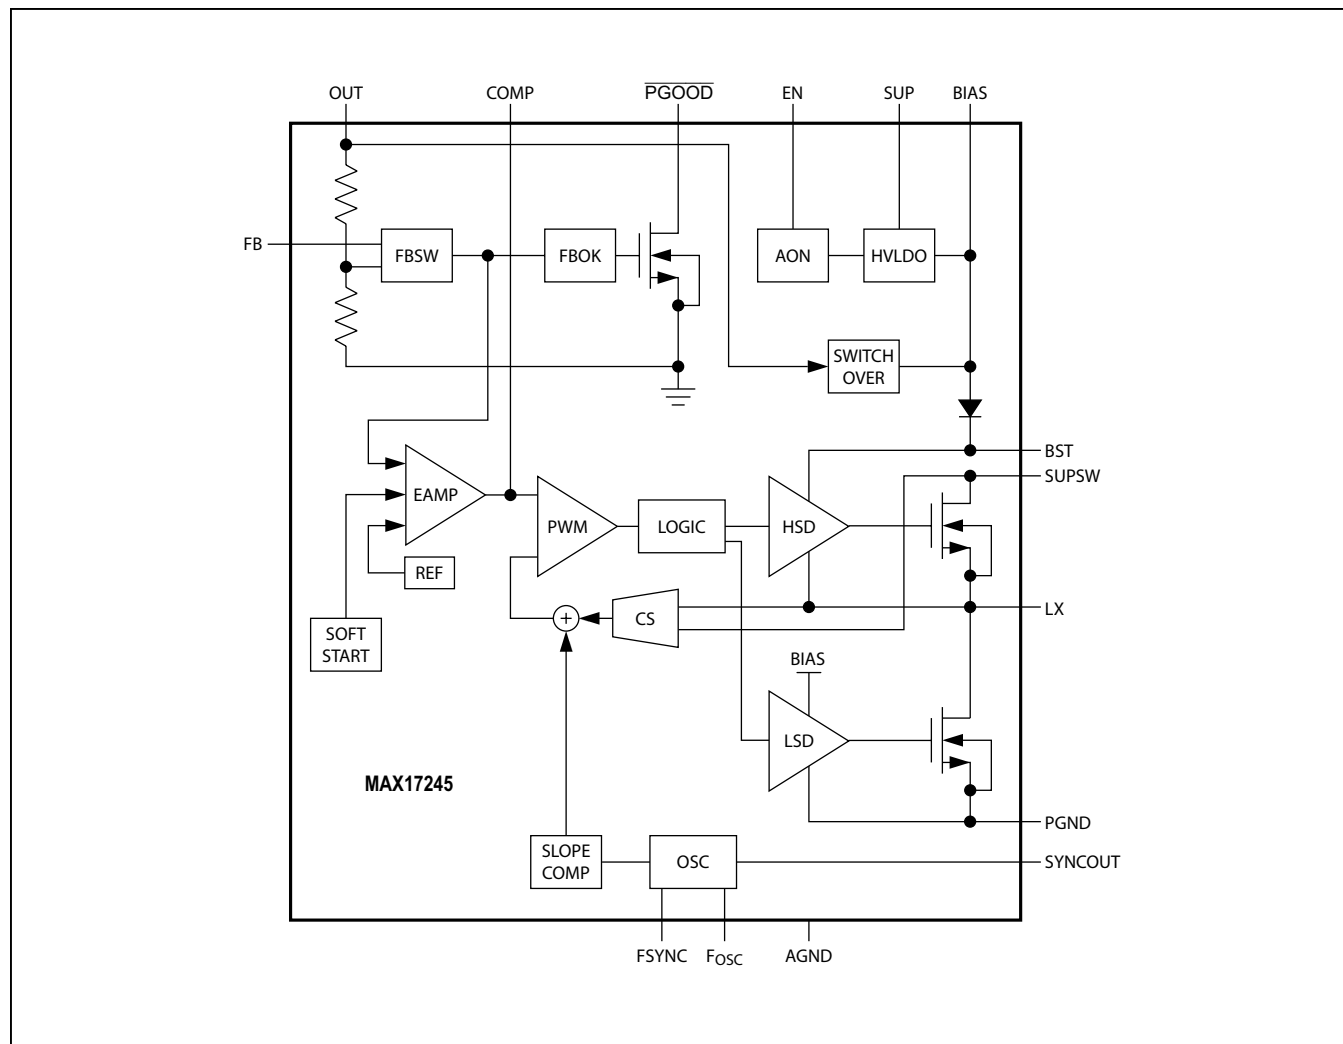 OUT
COMP
PGOOD
EN
SUP
BIAS
FB
FBSW
FBOK
AON
HVLDO
SWITCH
OVER
BST
SUPSW
EAMP
PWM
LOGIC
HSD
REF
LX
CS
+
SOFT
START
BIAS
LSD
MAX17245
PGND
SLOPE
COMP
OSC
SYNCOUT
FSYNC
FOSC
AGND